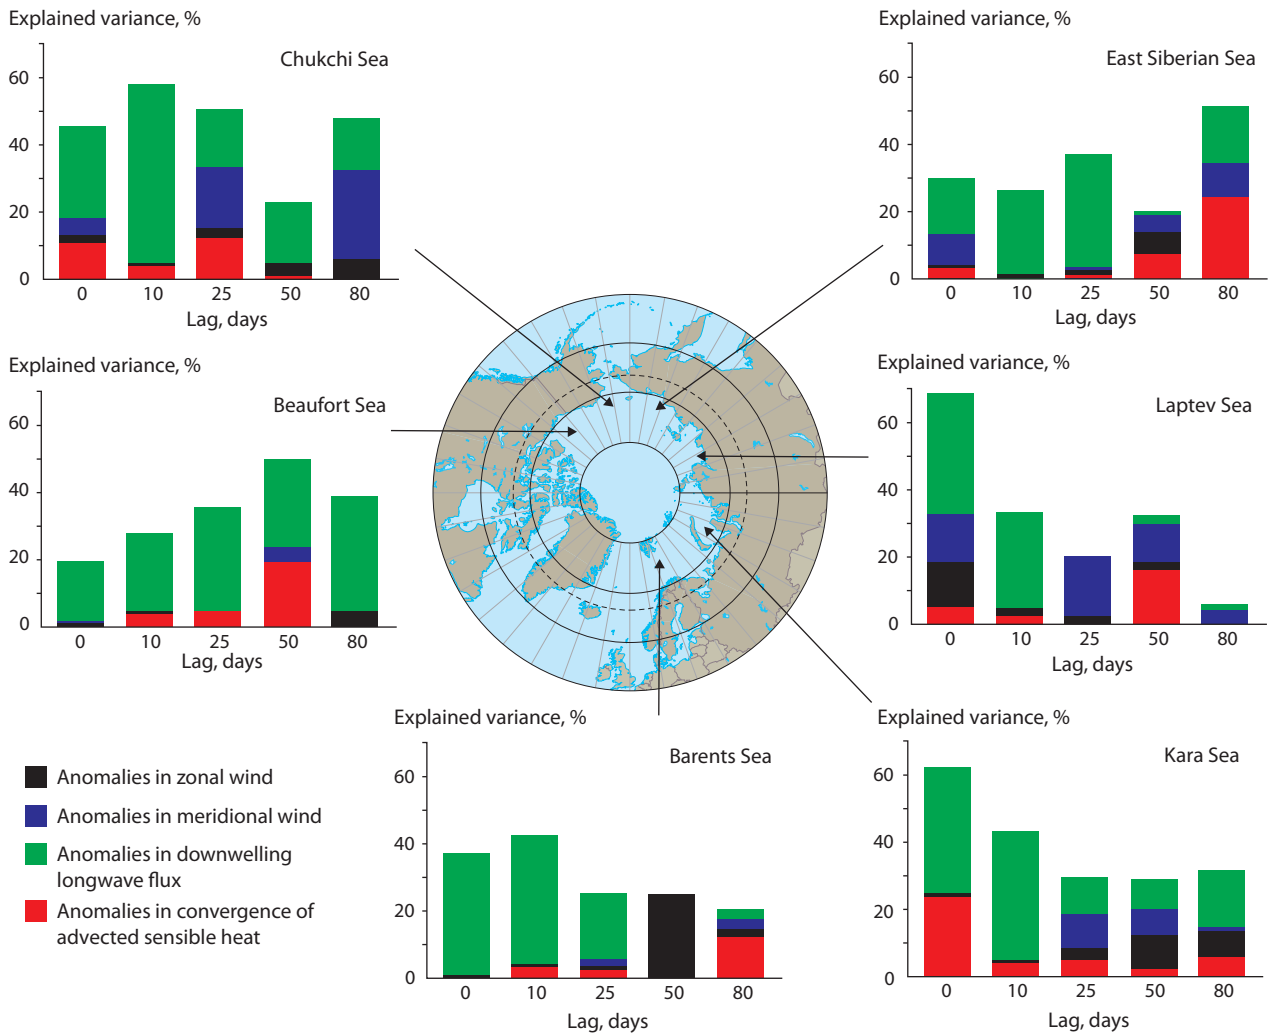 Explained variance, %
Chukchi Sea
60
40
20
0
0 10 25 50 80
Lag, days
Explained variance, %
East Siberian Sea
60
40
20
0
0 10 25 50 80
Lag, days
Explained variance, %
Beaufort Sea
60
40
20
0
0 10 25 50 80
Lag, days
Explained variance, %
Laptev Sea
60
40
20
0
0 10 25 50 80
Lag, days
Explained variance, %
Barents Sea
60
40
20
0
0 10 25 50 80
Lag, days
Explained variance, %
Kara Sea
60
40
20
0
0 10 25 50 80
Lag, days
Anomalies in zonal wind
Anomalies in meridional wind
Anomalies in downwelling
longwave flux
Anomalies in convergence of
advected sensible heat